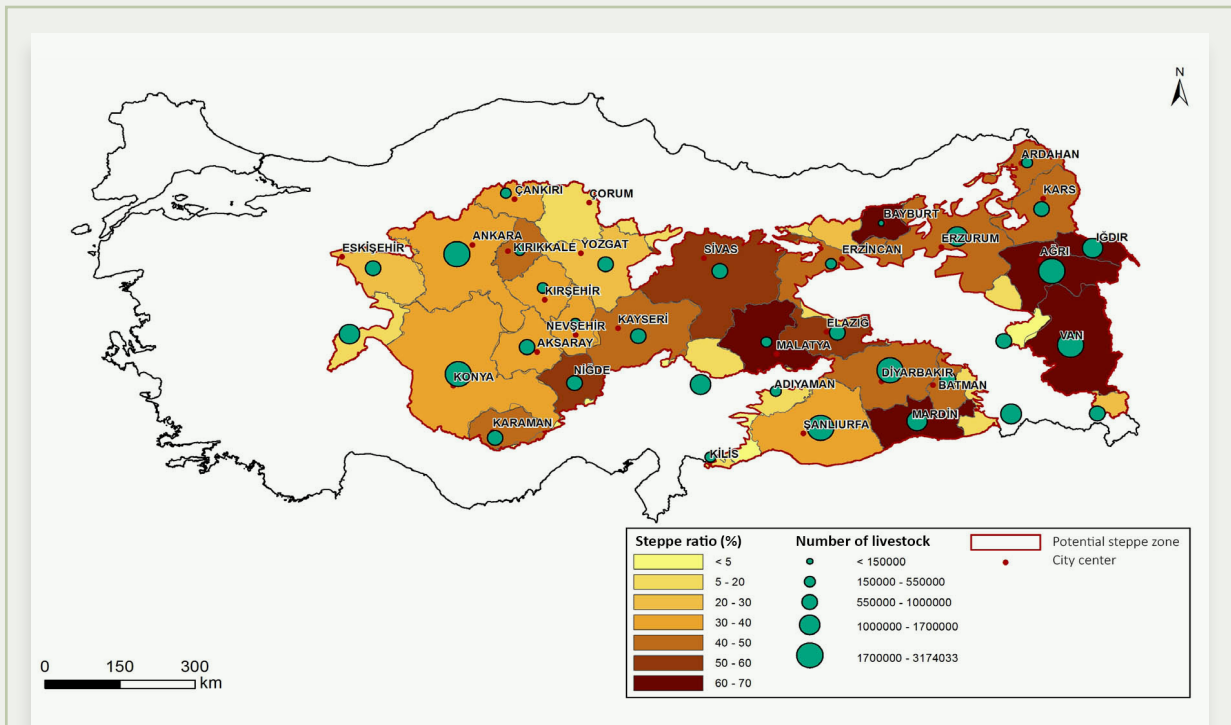 N
ARDAHAN
ÇANKIRI
ÇORUM
KARS
BAYBURT
ANKARA
IĞDIR
ESKİŞEHİR
KIRIKKALE
YOZGAT
SİVAS
ERZİNCAN
ERZURUM
AĞRI
KIRŞEHİR
NEVŞEHİR
KAYSERİ
ELAZIĞ
VAN
AKSARAY
MALATYA
KONYA
NİĞDE
DİYARBAKIR
ADIYAMAN
BATMAN
MARDİN
KARAMAN
ŞANLIURFA
KİLİS
Steppe ratio (%)
< 5
5 - 20
20 - 30
30 - 40
40 - 50
50 - 60
60 - 70
Number of livestock
< 150000
150000 - 550000
550000 - 1000000
1000000 - 1700000
1700000 - 3174033
Potential steppe zone
City center
0 150 300
km